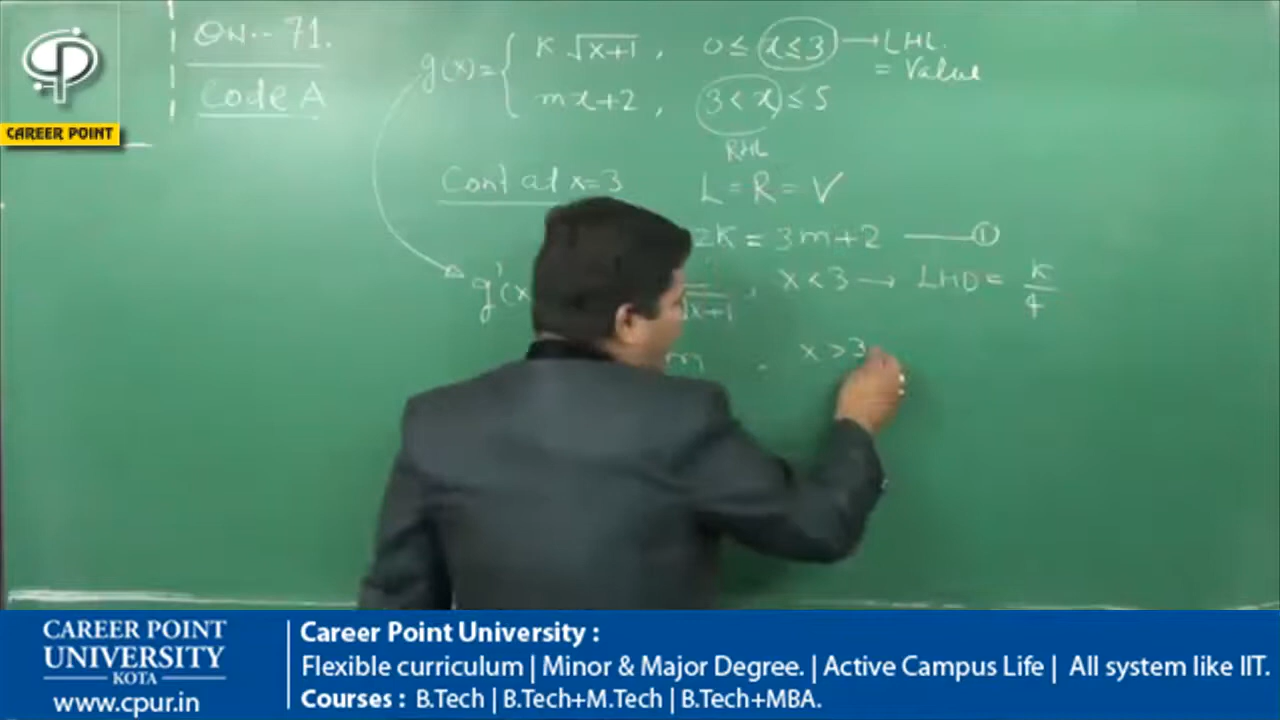 QN.- 71.
Code A
CAREER POINT
g(x) = { k √x+1 , 0 ≤ x ≤ 3 → LHL
= Value
mx+2 , 3 < x ≤ 5
RHL
Cont at x=3 L = R = V
2K = 3m+2 —— ①
g'(x √x+1 , x < 3 → LHD = k/4
m , x > 3
CAREER POINT
UNIVERSITY
KOTA
www.cpur.in
Career Point University :
Flexible curriculum | Minor & Major Degree. | Active Campus Life | All system like IIT.
Courses : B.Tech | B.Tech+M.Tech | B.Tech+MBA.